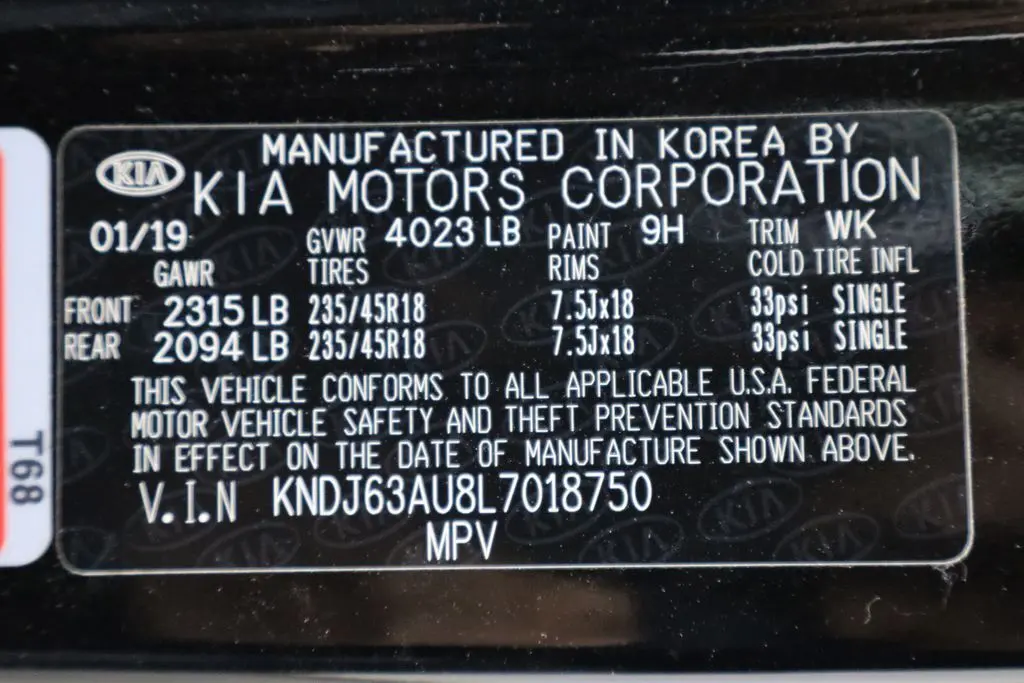 MANUFACTURED IN KOREA BY
KIA KIA MOTORS CORPORATION
01/19 GVWR 4023 LB PAINT 9H TRIM WK
GAWR TIRES RIMS COLD TIRE INFL
FRONT 2315 LB 235/45R18 7.5Jx18 33psi SINGLE
REAR 2094 LB 235/45R18 7.5Jx18 33psi SINGLE
THIS VEHICLE CONFORMS TO ALL APPLICABLE U.S.A. FEDERAL
MOTOR VEHICLE SAFETY AND THEFT PREVENTION STANDARDS
IN EFFECT ON THE DATE OF MANUFACTURE SHOWN ABOVE.
V.I.N KNDJ63AU8L7018750
MPV
T68